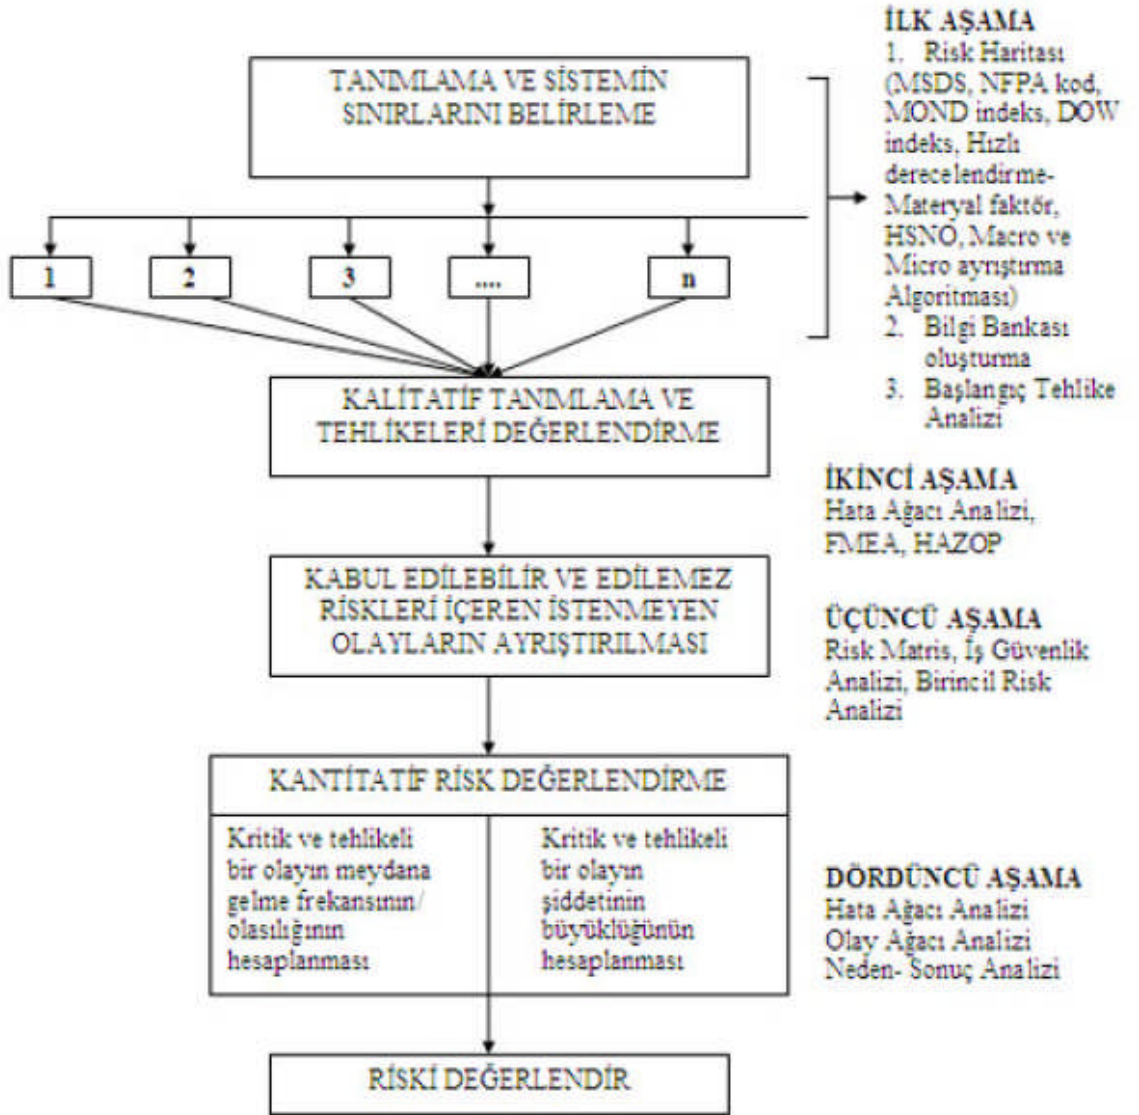 TANIMLAMA VE SİSTEMİN
SINIRLARINI BELİRLEME
1
2
3
....
n
KALİTATİF TANIMLAMA VE
TEHLİKELERİ DEĞERLENDİRME
KABUL EDİLEBİLİR VE EDİLEMEZ
RİSKLERİ İÇEREN İSTENMEYEN
OLAYLARIN AYRIŞTIRILMASI
KANTİTATİF RİSK DEĞERLENDİRME
Kritik ve tehlikeli
bir olayın meydana
gelme frekansının/
olasılığının
hesaplanması
Kritik ve tehlikeli
bir olayın
şiddetinin
büyüklüğünün
hesaplanması
RİSKİ DEĞERLENDİR
İLK AŞAMA
1. Risk Haritası
(MSDS, NFPA kod,
MOND indeks, DOW
indeks, Hızlı
derecelendirme-
Materyal faktör,
HSNO, Macro ve
Micro ayrıştırma
Algoritması)
2. Bilgi Bankası
oluşturma
3. Başlangıç Tehlike
Analizi
İKİNCİ AŞAMA
Hata Ağacı Analizi,
FMEA, HAZOP
ÜÇÜNCÜ AŞAMA
Risk Matris, İş Güvenlik
Analizi, Birincil Risk
Analizi
DÖRDÜNCÜ AŞAMA
Hata Ağacı Analizi
Olay Ağacı Analizi
Neden- Sonuç Analizi